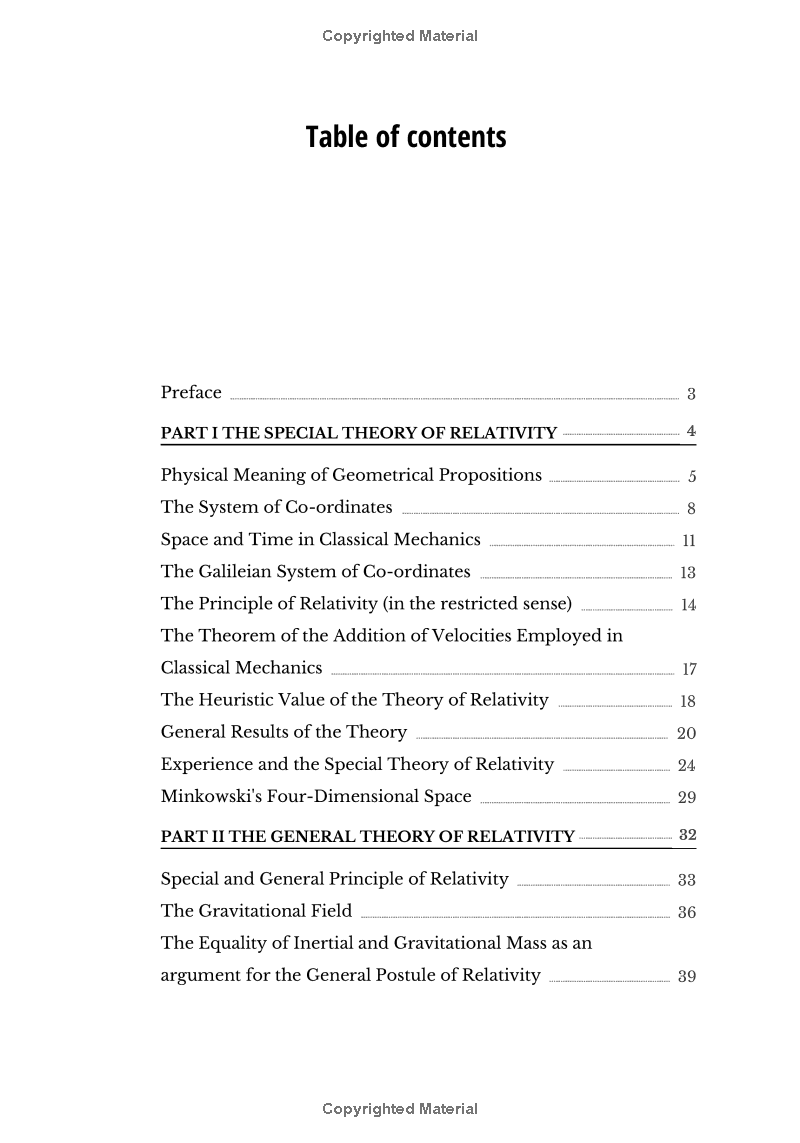 Copyrighted Material
Table of contents
Preface 3
PART I THE SPECIAL THEORY OF RELATIVITY 4
Physical Meaning of Geometrical Propositions 5
The System of Co-ordinates 8
Space and Time in Classical Mechanics 11
The Galileian System of Co-ordinates 13
The Principle of Relativity (in the restricted sense) 14
The Theorem of the Addition of Velocities Employed in
Classical Mechanics 17
The Heuristic Value of the Theory of Relativity 18
General Results of the Theory 20
Experience and the Special Theory of Relativity 24
Minkowski's Four-Dimensional Space 29
PART II THE GENERAL THEORY OF RELATIVITY 32
Special and General Principle of Relativity 33
The Gravitational Field 36
The Equality of Inertial and Gravitational Mass as an
argument for the General Postule of Relativity 39
Copyrighted Material